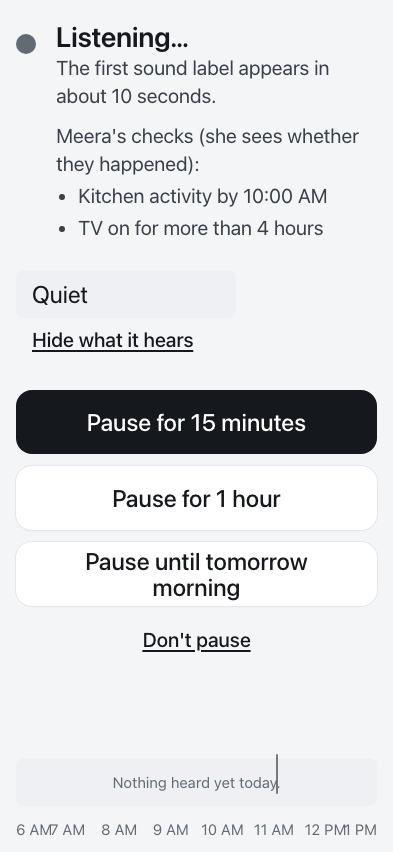 Listening...
The first sound label appears in
about 10 seconds.
Meera's checks (she sees whether
they happened):
• Kitchen activity by 10:00 AM
• TV on for more than 4 hours
Quiet
Hide what it hears
Pause for 15 minutes
Pause for 1 hour
Pause until tomorrow
morning
Don't pause
Nothing heard yet today.
6 AM 7 AM 8 AM 9 AM 10 AM 11 AM 12 PM 1 PM